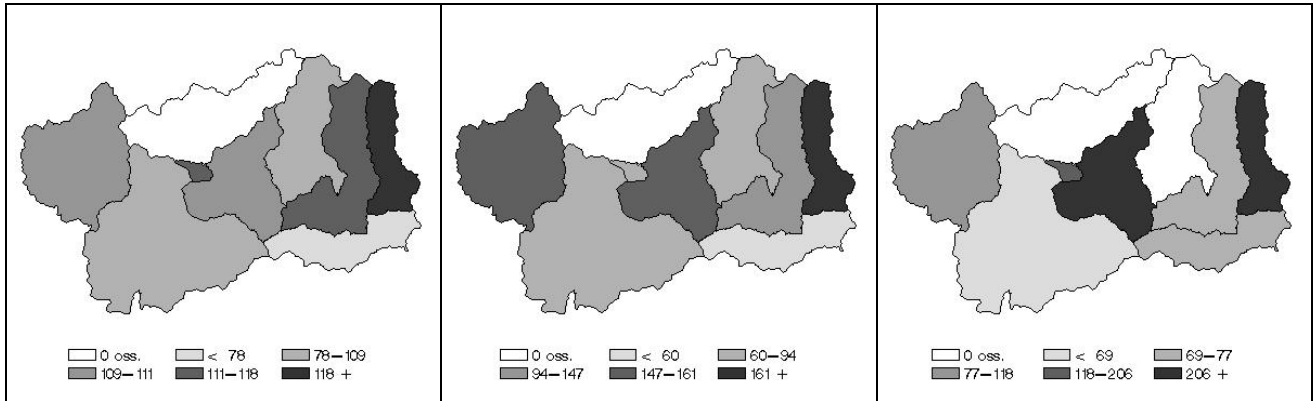 0 oss. < 78 78–109
109–111 111–118 118 +
0 oss. < 60 60–94
94–147 147–161 161 +
0 oss. < 69 69–77
77–118 118–206 206 +